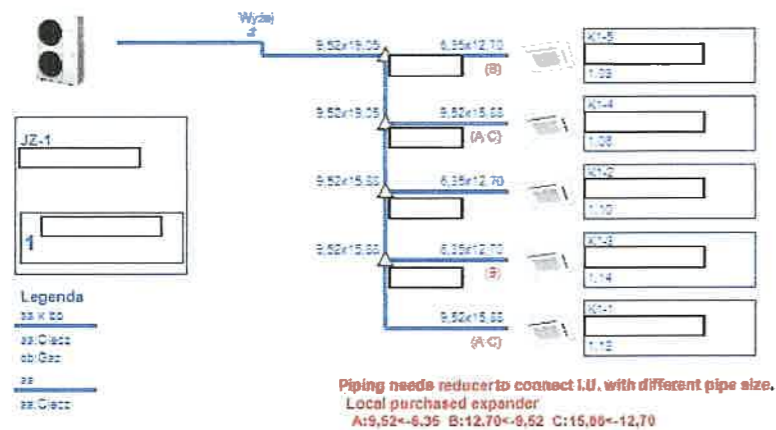 Wyżej
9,52x19,05
6,35x12,70
(B)
K1-5
1.09
9,52x19,05
9,52x15,88
(A,C)
K1-4
1.08
JZ-1
9,52x15,88
6,35x12,70
K1-2
1.10
1
9,52x15,88
6,35x12,70
(B)
K1-3
1.14
Legenda
aa x bb
aa:Ciecz
bb:Gaz
aa
aa:Ciecz
9,52x15,88
(A,C)
K1-1
Piping needs reducer to connect I.U. with different pipe size.
Local purchased expander
A:9,52<-6,35 B:12,70<-9,52 C:15,88<-12,70